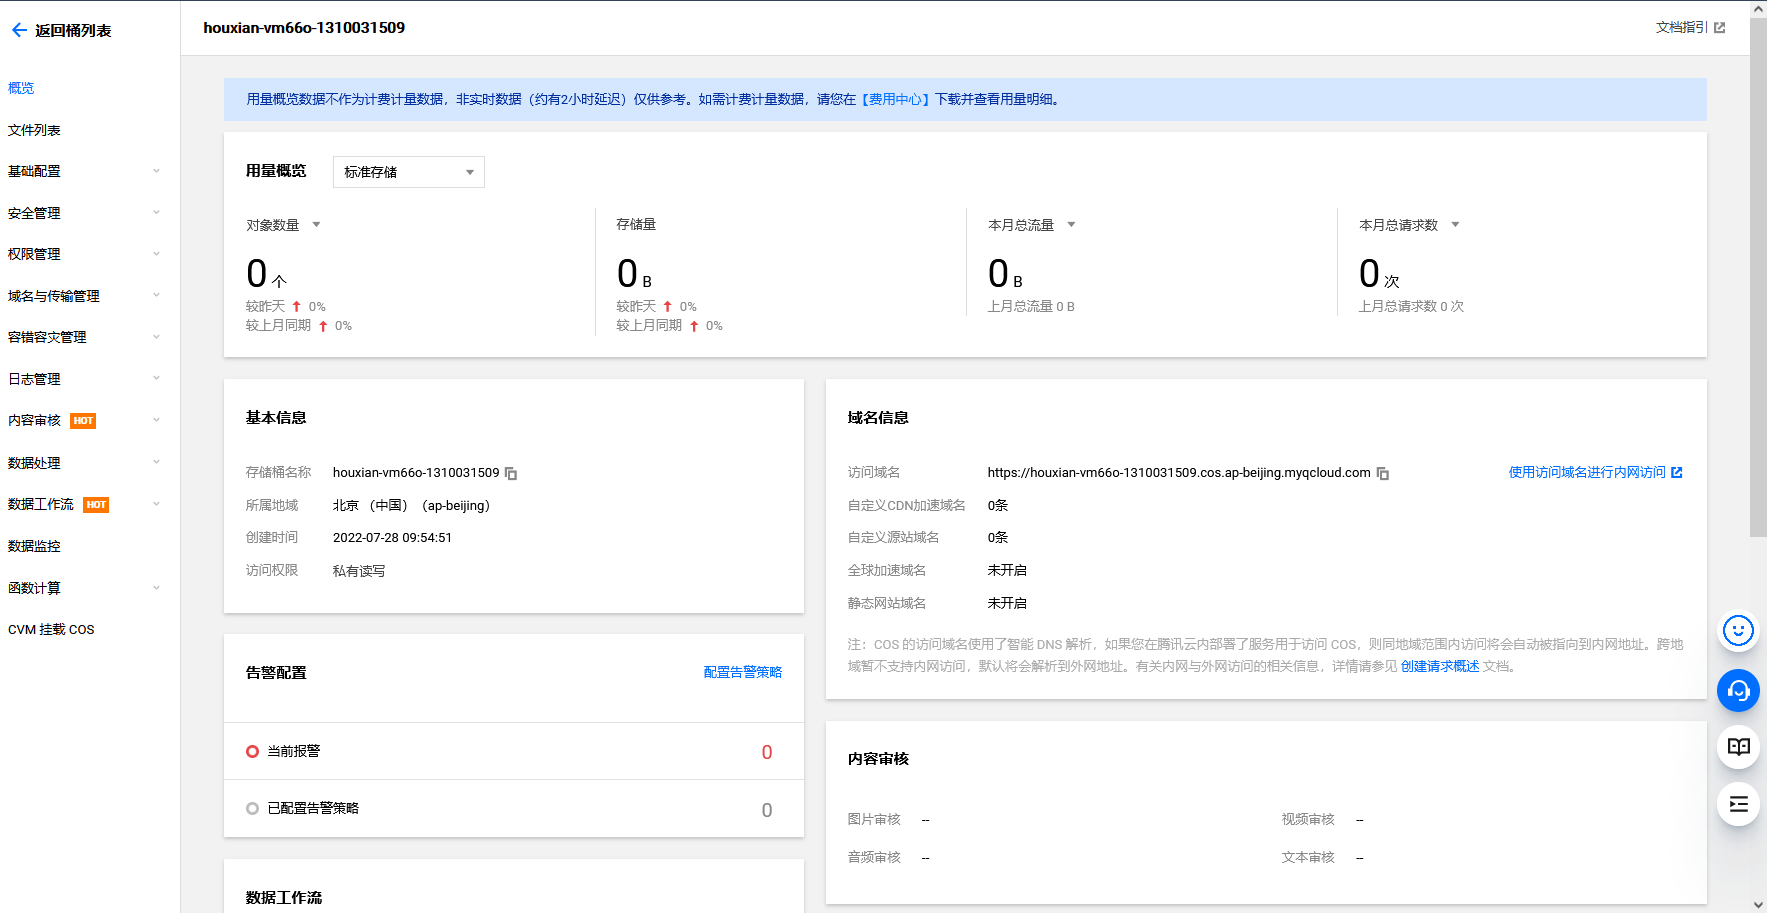 返回桶列表
概览
文件列表
基础配置
安全管理
权限管理
域名与传输管理
容错容灾管理
日志管理
内容审核 HOT
数据处理
数据工作流 HOT
数据监控
函数计算
CVM 挂载 COS
houxian-vm66o-1310031509
文档指引
用量概览数据不作为计费计量数据，非实时数据（约有2小时延迟）仅供参考。如需计费计量数据，请您在【费用中心】下载并查看用量明细。
用量概览 标准存储
对象数量
0 个
较昨天 0%
较上月同期 0%
存储量
0 B
较昨天 0%
较上月同期 0%
本月总流量
0 B
上月总流量 0 B
本月总请求数
0 次
上月总请求数 0 次
基本信息
存储桶名称 houxian-vm66o-1310031509
所属地域 北京 （中国）（ap-beijing）
创建时间 2022-07-28 09:54:51
访问权限 私有读写
域名信息
访问域名 https://houxian-vm66o-1310031509.cos.ap-beijing.myqcloud.com 使用访问域名进行内网访问
自定义CDN加速域名 0条
自定义源站域名 0条
全球加速域名 未开启
静态网站域名 未开启
注：COS 的访问域名使用了智能 DNS 解析，如果您在腾讯云内部署了服务用于访问 COS，则同地域范围内访问将会自动被指向到内网地址。跨地
域暂不支持内网访问，默认将会解析到外网地址。有关内网与外网访问的相关信息，详情请参见 创建请求概述 文档。
告警配置 配置告警策略
当前报警 0
已配置告警策略 0
内容审核
图片审核 -- 视频审核 --
音频审核 -- 文本审核 --
数据工作流